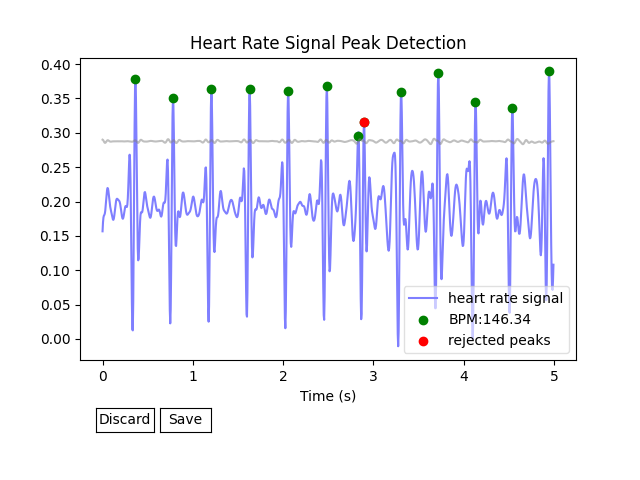 Heart Rate Signal Peak Detection
0.40
0.35
0.30
0.25
0.20
0.15
0.10
0.05
0.00
heart rate signal
BPM:146.34
rejected peaks
0 1 2 3 4 5
Time (s)
Discard Save